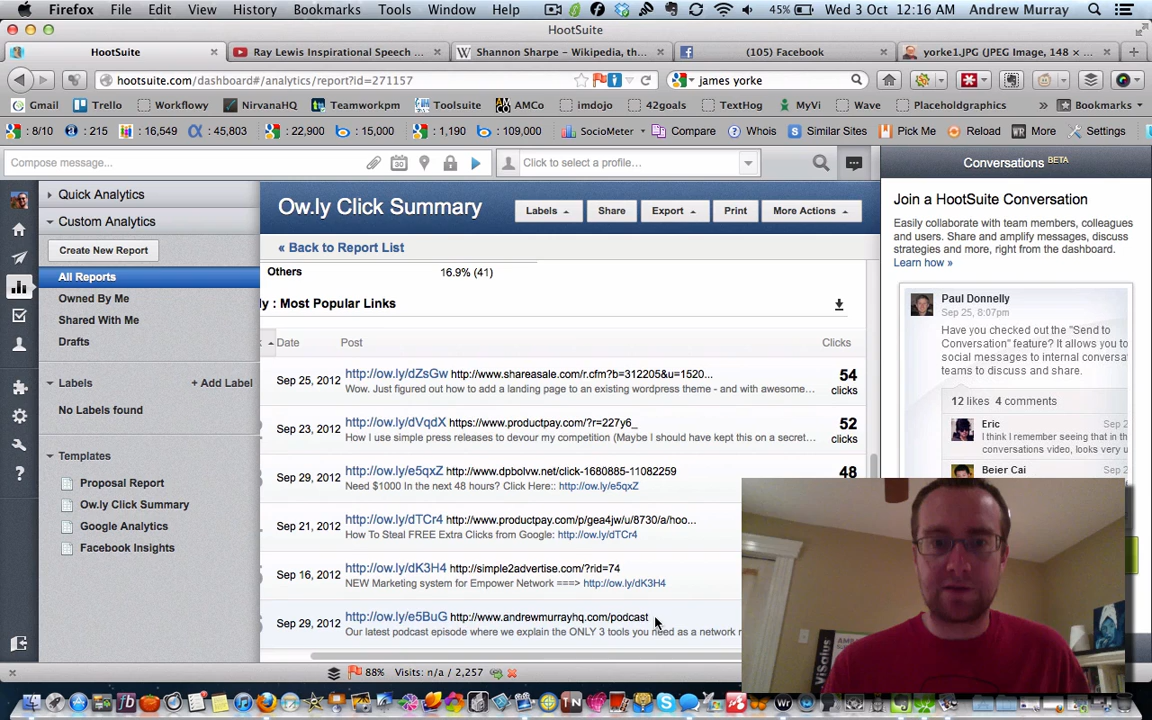 Firefox File Edit View History Bookmarks Tools Window Help 45% Wed 3 Oct 12:16 AM Andrew Murray
HootSuite
HootSuite Ray Lewis Inspirational Speech ... Shannon Sharpe – Wikipedia, th... (105) Facebook yorke1.JPG (JPEG Image, 148 × ...
hootsuite.com/dashboard#/analytics/report?id=271157 james yorke
Gmail Trello Workflowy NirvanaHQ Teamworkpm Toolsuite AMCo imdojo 42goals TextHog MyVi Wave Placeholdgraphics » Bookmarks
: 8/10 : 215 : 16,549 : 45,803 : 22,900 : 15,000 : 1,190 : 109,000 SocioMeter Compare Whois Similar Sites Pick Me Reload More Settings
Compose message... Click to select a profile... Conversations BETA
Quick Analytics
Custom Analytics
Create New Report
All Reports
Owned By Me
Shared With Me
Drafts
Labels + Add Label
No Labels found
Templates
Proposal Report
Ow.ly Click Summary
Google Analytics
Facebook Insights
Ow.ly Click Summary Labels Share Export Print More Actions
« Back to Report List
Others 16.9% (41)
ly : Most Popular Links
Date Post Clicks
Sep 25, 2012 http://ow.ly/dZsGw http://www.shareasale.com/r.cfm?b=312205&u=1520... 54
Wow. Just figured out how to add a landing page to an existing wordpress theme - and with awesome... clicks
Sep 23, 2012 http://ow.ly/dVqdX https://www.productpay.com/?r=227y6_ 52
How I use simple press releases to devour my competition (Maybe I should have kept this on a secret... clicks
Sep 29, 2012 http://ow.ly/e5qxZ http://www.dpbolvw.net/click-1680885-11082259 48
Need $1000 In the next 48 hours? Click Here:: http://ow.ly/e5qxZ
Sep 21, 2012 http://ow.ly/dTCr4 http://www.productpay.com/p/gea4jw/u/8730/a/hoo...
How To Steal FREE Extra Clicks from Google: http://ow.ly/dTCr4
Sep 16, 2012 http://ow.ly/dK3H4 http://simple2advertise.com/?rid=74
NEW Marketing system for Empower Network ===> http://ow.ly/dK3H4
Sep 29, 2012 http://ow.ly/e5BuG http://www.andrewmurrayhq.com/podcast
Our latest podcast episode where we explain the ONLY 3 tools you need as a network
Join a HootSuite Conversation
Easily collaborate with team members, colleagues
and users. Share and amplify messages, discuss
strategies and more, right from the dashboard.
Learn how »
Paul Donnelly
Sep 25, 8:07pm
Have you checked out the "Send to
Conversation" feature? It allows you t
social messages to internal conversa
teams to discuss and share.
12 likes 4 comments
Eric Sep 2
I think I remember seeing that in th
conversations video, looks very u
Beier Cai Sep 2
88% Visits: n/a / 2,257
ViSalus